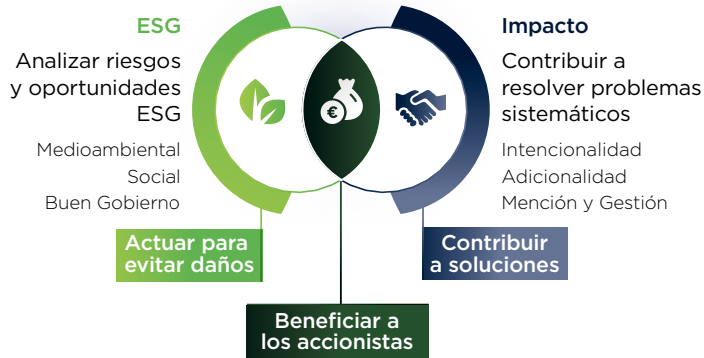 ESG
Analizar riesgos
y oportunidades
ESG
Medioambiental
Social
Buen Gobierno
Actuar para
evitar daños
€
Impacto
Contribuir a
resolver problemas
sistemáticos
Intencionalidad
Adicionalidad
Mención y Gestión
Contribuir
a soluciones
Beneficiar a
los accionistas